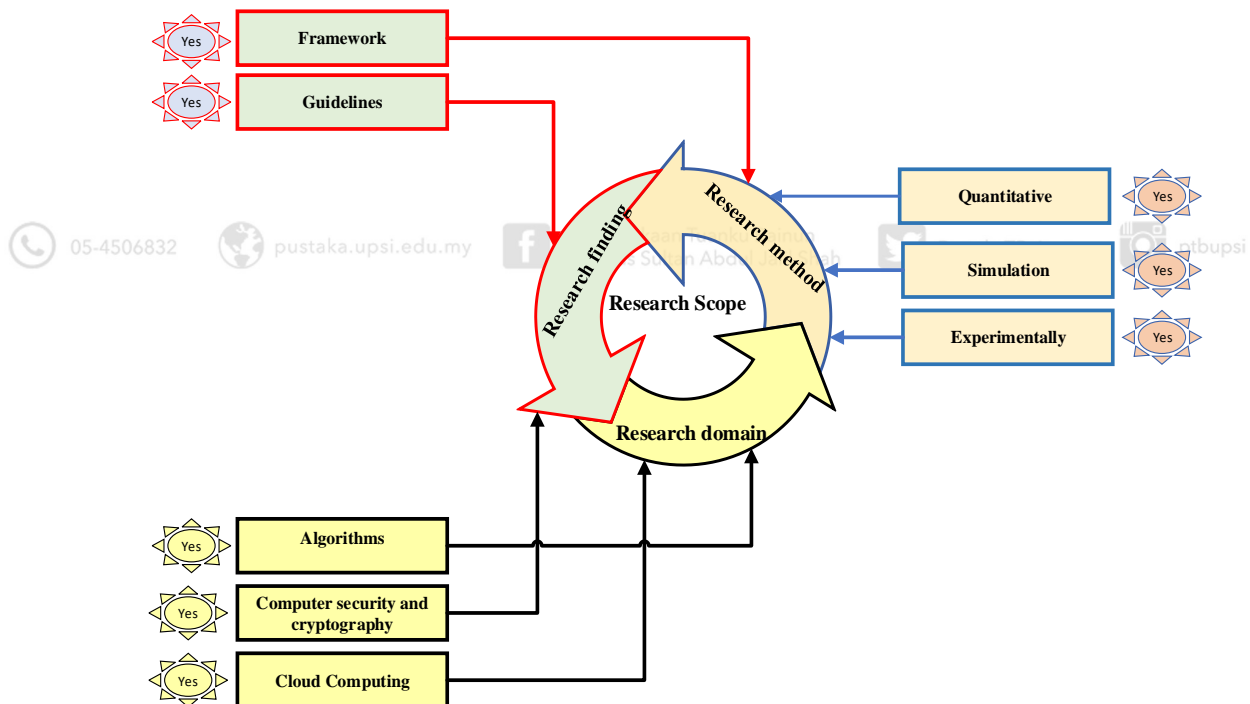 Yes
Framework
Yes
Guidelines
Quantitative
Yes
Simulation
Yes
Experimentally
Yes
Research finding
Research method
Research Scope
Research domain
05-4506832
pustaka.upsi.edu.my
ptbupsi
Yes
Algorithms
Yes
Computer security and
cryptography
Yes
Cloud Computing